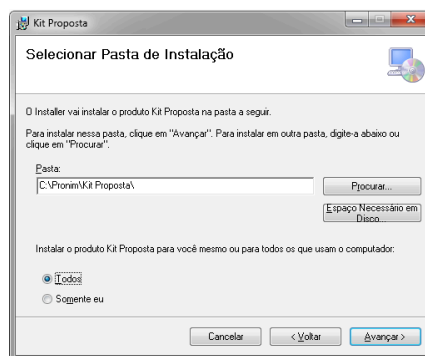 Kit Proposta
Selecionar Pasta de Instalação
O Installer vai instalar o produto Kit Proposta na pasta a seguir.
Para instalar nessa pasta, clique em "Avançar". Para instalar em outra pasta, digite-a abaixo ou
clique em "Procurar".
Pasta:
C:\Pronim\Kit Proposta\
Procurar...
Espaço Necessário em
Disco...
Instalar o produto Kit Proposta para você mesmo ou para todos os que usam o computador:
Todos
Somente eu
Cancelar
< Voltar
Avançar >